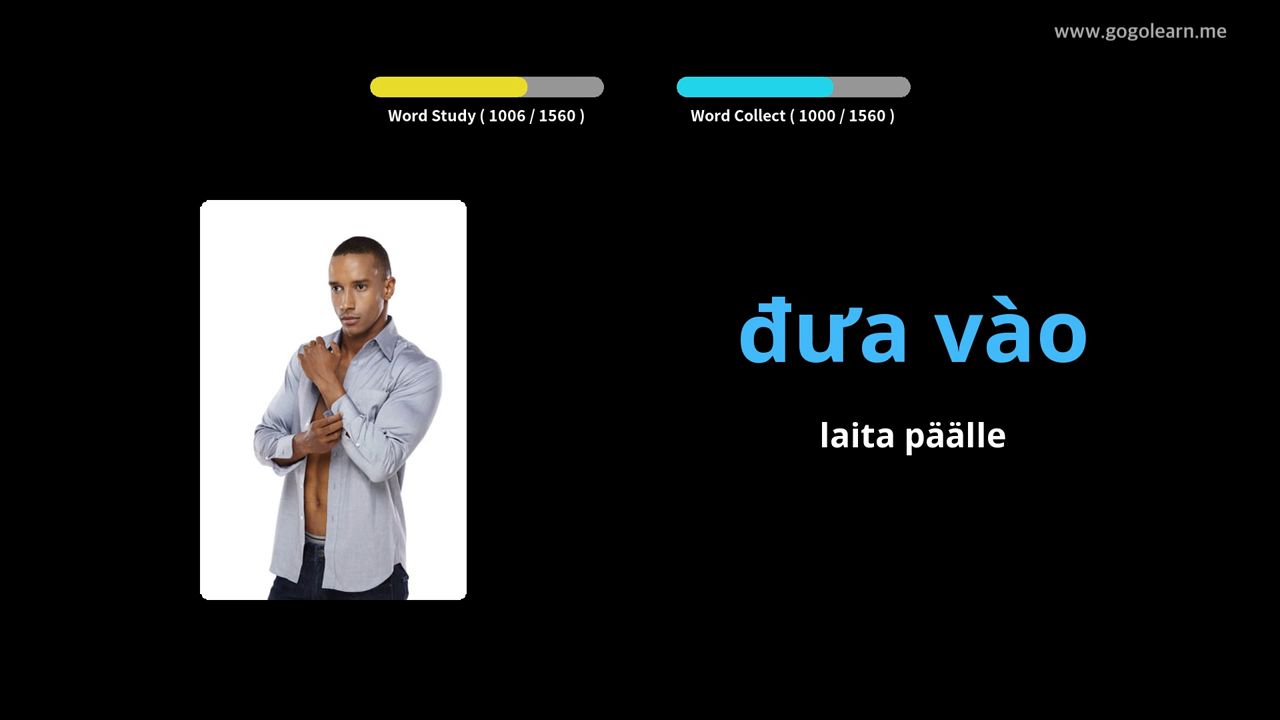 www.gogolearn.me
Word Study ( 1006 / 1560 )
Word Collect ( 1000 / 1560 )
đưa vào
laita päälle